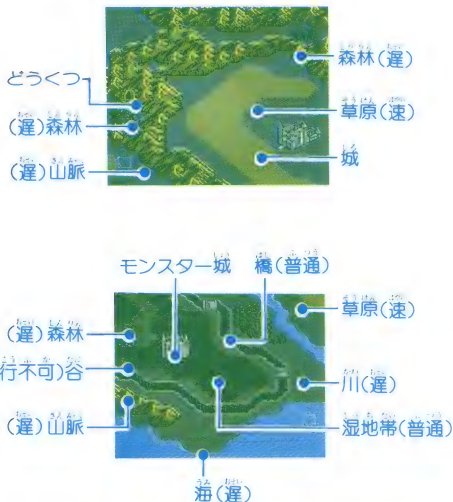 森林(遅)
どうくつ
(遅)森林
草原(速)
(遅)山脈
城
モンスター城
橋(普通)
草原(速)
(遅)森林
行不可)谷
川(遅)
(遅)山脈
湿地帯(普通)
海(遅)